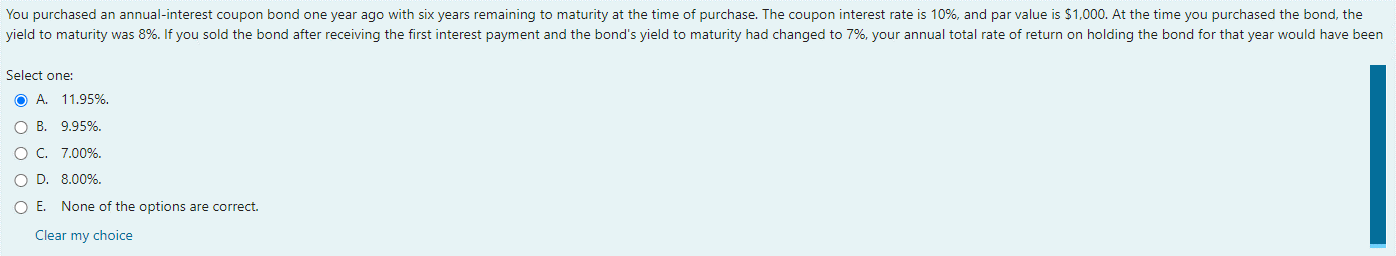 You purchased an annual-interest coupon bond one year ago with six years remaining to maturity at the time of purchase. The coupon interest rate is 10%, and par value is $1,000. At the time you purchased the bond, the
yield to maturity was 8%. If you sold the bond after receiving the first interest payment and the bond's yield to maturity had changed to 7%, your annual total rate of return on holding the bond for that year would have been
Select one:
A. 11.95%.
B. 9.95%.
C. 7.00%.
D. 8.00%.
E. None of the options are correct.
Clear my choice